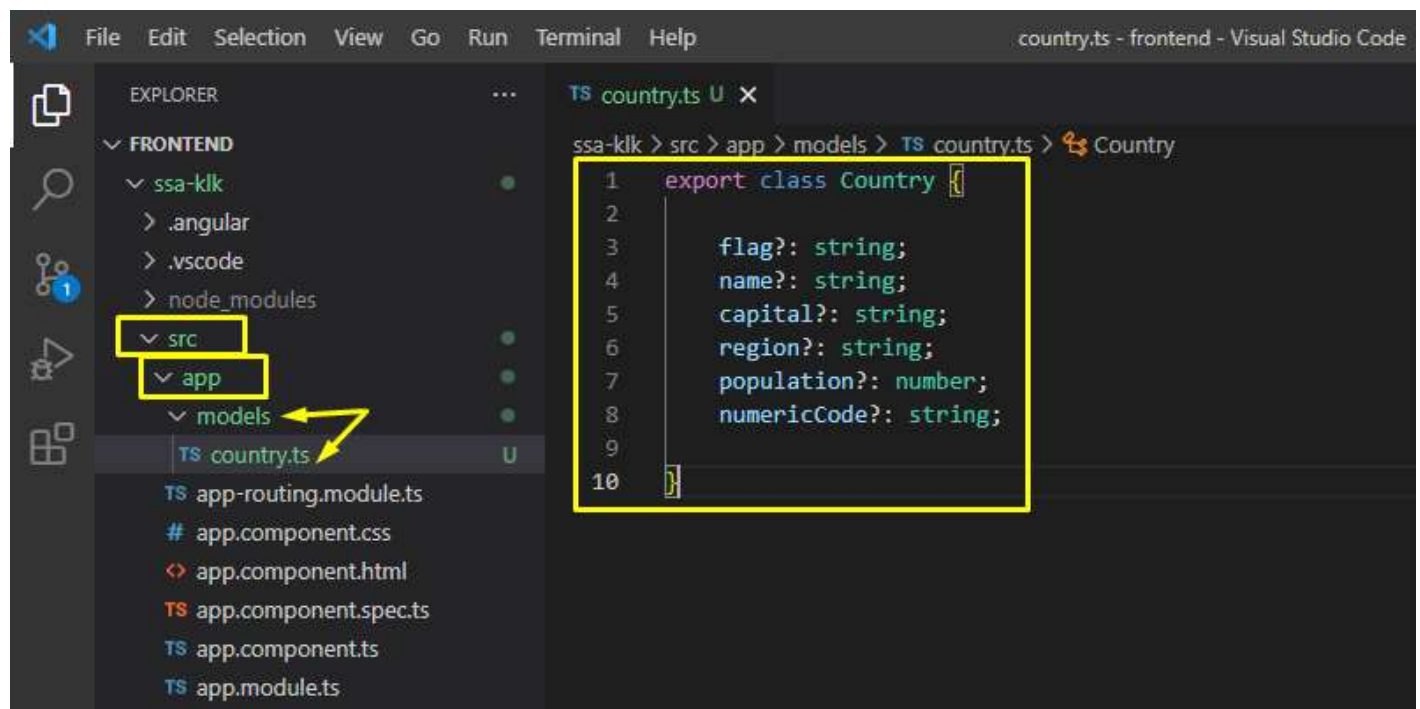 File Edit Selection View Go Run Terminal Help country.ts - frontend - Visual Studio Code
EXPLORER ...
FRONTEND
ssa-klk
.angular
.vscode
node_modules
src
app
models
TS country.ts U
TS app-routing.module.ts
# app.component.css
<> app.component.html
TS app.component.spec.ts
TS app.component.ts
TS app.module.ts
1
TS country.ts U
ssa-klk > src > app > models > TS country.ts > Country
1 export class Country {
2
3 flag?: string;
4 name?: string;
5 capital?: string;
6 region?: string;
7 population?: number;
8 numericCode?: string;
9
10 }